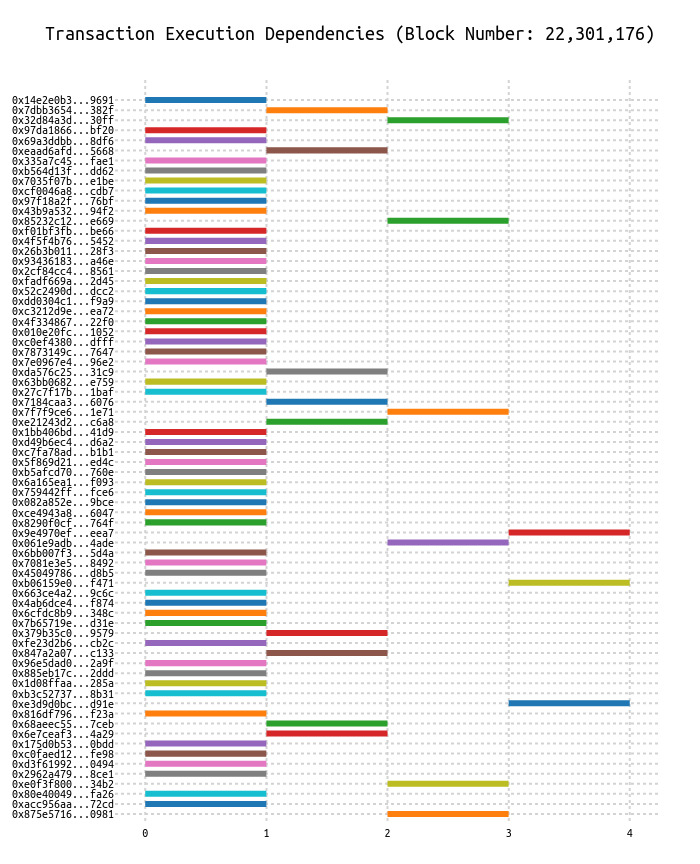 Transaction Execution Dependencies (Block Number: 22,301,176)
0x14e2e0b3...9691
0x7dbb3654...382f
0x32d84a3d...30ff
0x97da1866...bf20
0x69a3ddbb...8df6
0xeaad6afd...5668
0x335a7c45...fae1
0xb564d13f...dd62
0x7035f07b...e1be
0xcf0046a8...cdb7
0x97f18a2f...76bf
0x43b9a532...94f2
0x85232c12...e669
0xf01bf3fb...be66
0x4f5f4b76...5452
0x26b3b011...28f3
0x93436183...a46e
0x2cf84cc4...8561
0xfadf669a...2d45
0x52c2490d...dcc2
0xdd0304c1...f9a9
0xc3212d9e...ea72
0x4f334867...22f0
0x010e20fc...1052
0xc0ef4380...dfff
0x7873149c...7647
0x7e0967e4...96e2
0xda576c25...31c9
0x63bb0682...e759
0x27c7f17b...1baf
0x7184caa3...6076
0x7f7f9ce6...1e71
0xe21243d2...c6a8
0x1bb406bd...41d9
0xd49b6ec4...d6a2
0xc7fa78ad...b1b1
0x5f869d21...ed4c
0xb5afcd70...760e
0x6a165ea1...f093
0x759442ff...fce6
0x082a852e...9bce
0xce4943a8...6047
0x8290f0cf...764f
0x9e4970ef...eea7
0x061e9adb...4ade
0x6bb007f3...5d4a
0x7081e3e5...8492
0x45049786...d8b5
0xb06159e0...f471
0x663ce4a2...9c6c
0x4ab6dce4...f874
0x6cfdc8b9...348c
0x7b65719e...d31e
0x379b35c0...9579
0xfe23d2b6...cb2c
0x847a2a07...c133
0x96e5dad0...2a9f
0x885eb17c...2ddd
0x1d08ffaa...285a
0xb3c52737...8b31
0xe3d9d0bc...d91e
0x816df796...f23a
0x68aeec55...7ceb
0x6e7ceaf3...4a29
0x175d0b53...0bdd
0xc0faed12...fe98
0xd3f61992...0494
0x2962a479...8ce1
0xe0f3f800...34b2
0x80e40049...fa26
0xacc956aa...72cd
0x875e5716...0981
0 1 2 3 4